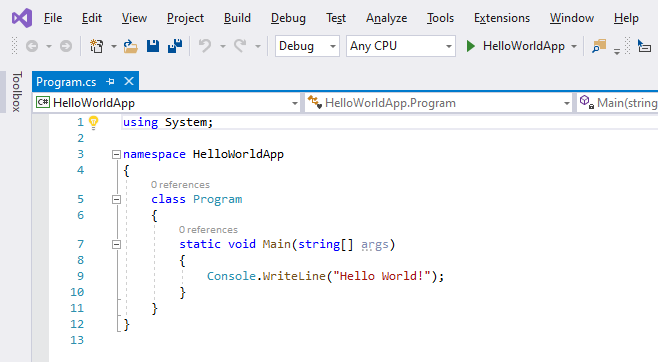 File Edit View Project Build Debug Test Analyze Tools Extensions Window Help
Debug Any CPU HelloWorldApp
Toolbox
Program.cs
C# HelloWorldApp HelloWorldApp.Program Main(string
1 using System;
2
3 namespace HelloWorldApp
4 {
0 references
5 class Program
6 {
0 references
7 static void Main(string[] args)
8 {
9 Console.WriteLine("Hello World!");
10 }
11 }
12 }
13